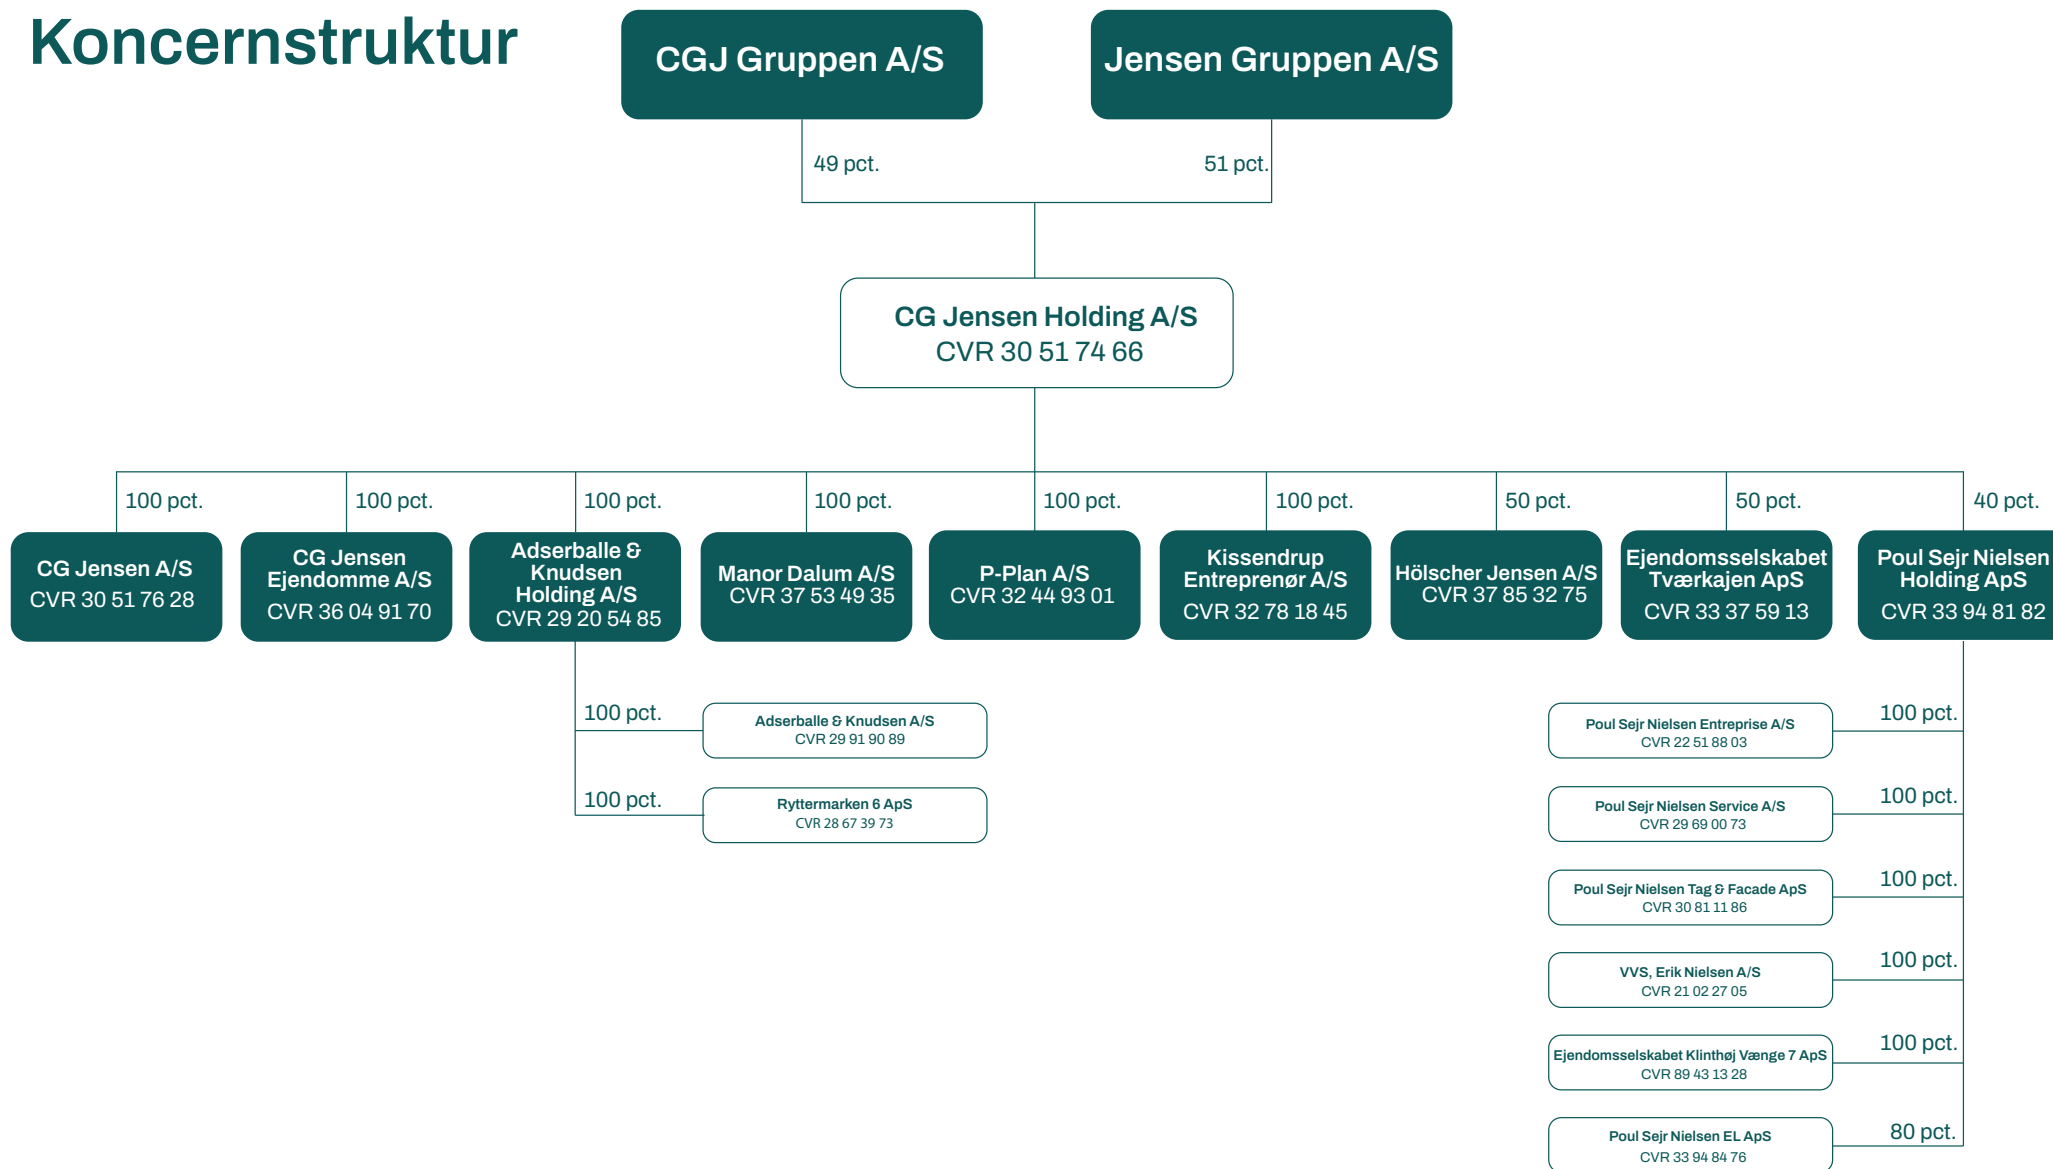 Koncernstruktur
CGJ Gruppen A/S
Jensen Gruppen A/S
49 pct.
51 pct.
CG Jensen Holding A/S
CVR 30 51 74 66
100 pct.
100 pct.
100 pct.
100 pct.
100 pct.
100 pct.
50 pct.
50 pct.
40 pct.
CG Jensen A/S
CVR 30 51 76 28
CG Jensen
Ejendomme A/S
CVR 36 04 91 70
Adserballe &
Knudsen
Holding A/S
CVR 29 20 54 85
Manor Dalum A/S
CVR 37 53 49 35
P-Plan A/S
CVR 32 44 93 01
Kissendrup
Entreprenør A/S
CVR 32 78 18 45
Hölscher Jensen A/S
CVR 37 85 32 75
Ejendomsselskabet
Tværkajen ApS
CVR 33 37 59 13
Poul Sejr Nielsen
Holding ApS
CVR 33 94 81 82
100 pct.
Adserballe & Knudsen A/S
CVR 29 91 90 89
100 pct.
Ryttermarken 6 ApS
CVR 28 67 39 73
Poul Sejr Nielsen Entreprise A/S
CVR 22 51 88 03
100 pct.
Poul Sejr Nielsen Service A/S
CVR 29 69 00 73
100 pct.
Poul Sejr Nielsen Tag & Facade ApS
CVR 30 81 11 86
100 pct.
VVS, Erik Nielsen A/S
CVR 21 02 27 05
100 pct.
Ejendomsselskabet Klinthøj Vænge 7 ApS
CVR 89 43 13 28
100 pct.
Poul Sejr Nielsen EL ApS
CVR 33 94 84 76
80 pct.